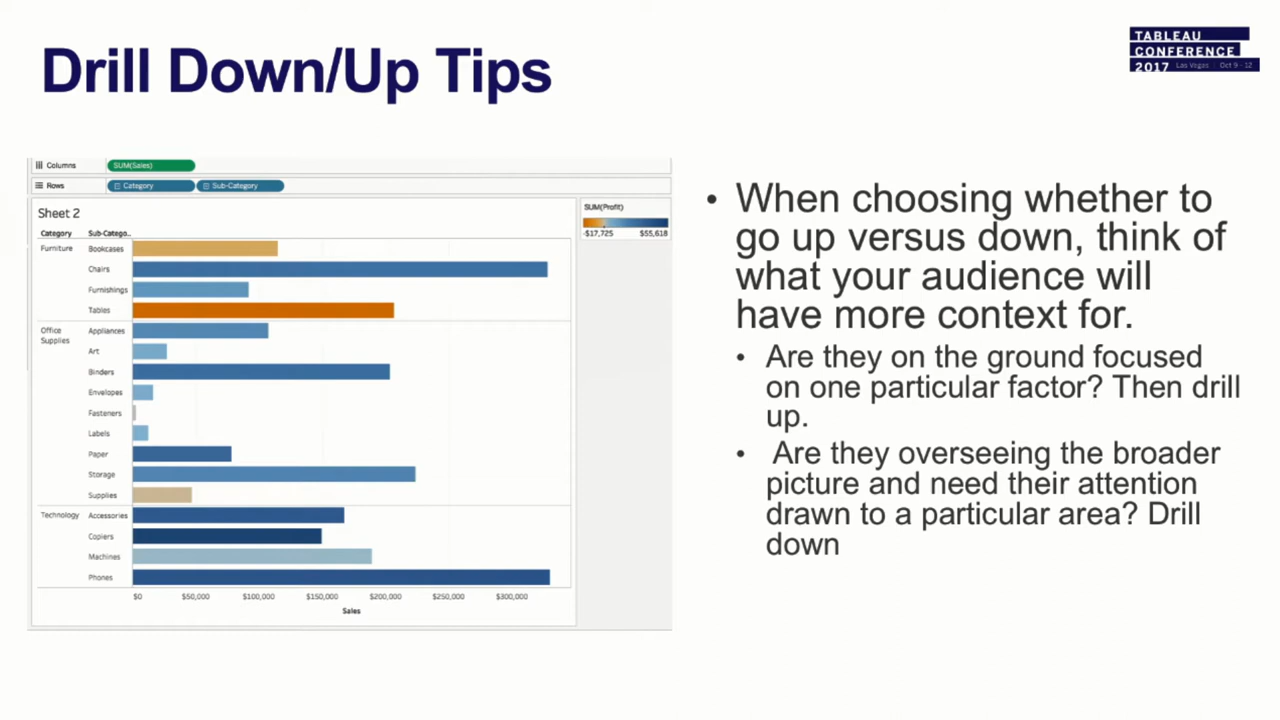 Drill Down/Up Tips
TABLEAU
CONFERENCE
2017 Las Vegas | Oct 9 - 12
Columns SUM(Sales)
Rows Category Sub-Category
Sheet 2
Category Sub-Catego..
Furniture Bookcases
Chairs
Furnishings
Tables
Office
Supplies
Appliances
Art
Binders
Envelopes
Fasteners
Labels
Paper
Storage
Supplies
Technology Accessories
Copiers
Machines
Phones
$0 $50,000 $100,000 $150,000 $200,000 $250,000 $300,000
Sales
SUM(Profit)
-$17,725 $55,618
• When choosing whether to
go up versus down, think of
what your audience will
have more context for.
• Are they on the ground focused
on one particular factor? Then drill
up.
• Are they overseeing the broader
picture and need their attention
drawn to a particular area? Drill
down